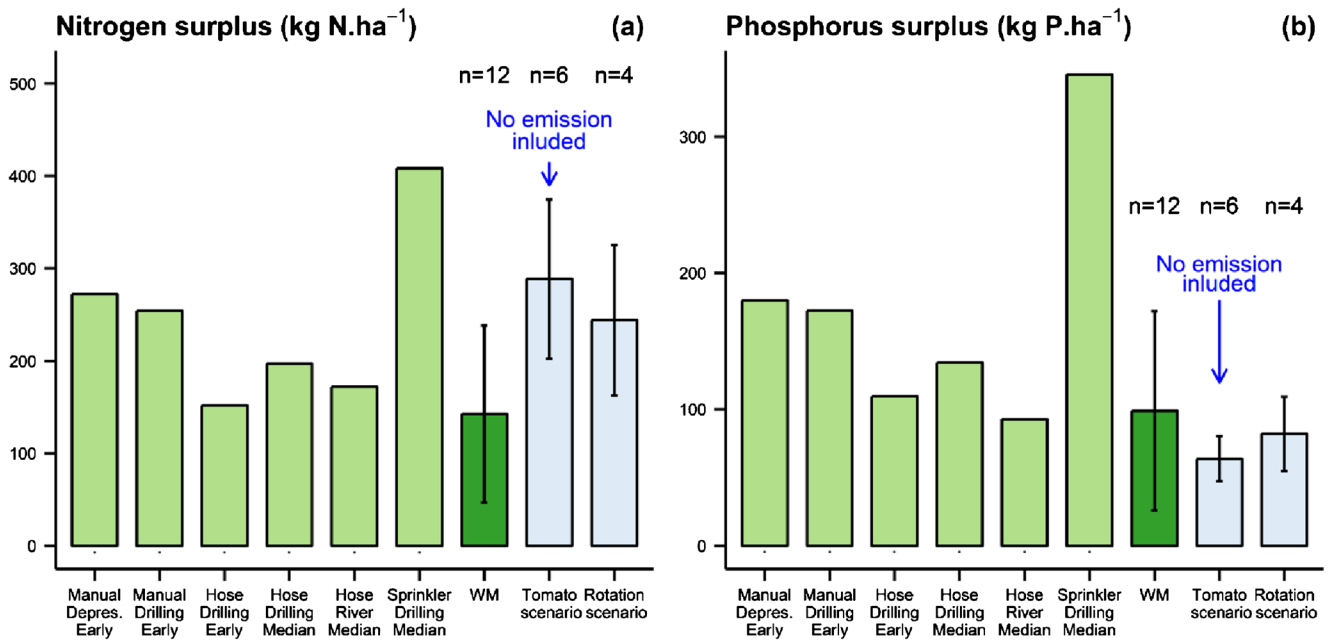 Nitrogen surplus (kg N.ha⁻¹) (a)
n=12 n=6 n=4
No emission
inluded
500
400
300
200
100
0
Manual Manual Hose Hose Hose Sprinkler WM Tomato Rotation
Depres. Drilling Drilling Drilling River Drilling scenario scenario
Early Early Early Median Median Median
Phosphorus surplus (kg P.ha⁻¹) (b)
n=12 n=6 n=4
No emission
inluded
300
200
100
0
Manual Manual Hose Hose Hose Sprinkler WM Tomato Rotation
Depres. Drilling Drilling Drilling River Drilling scenario scenario
Early Early Early Median Median Median